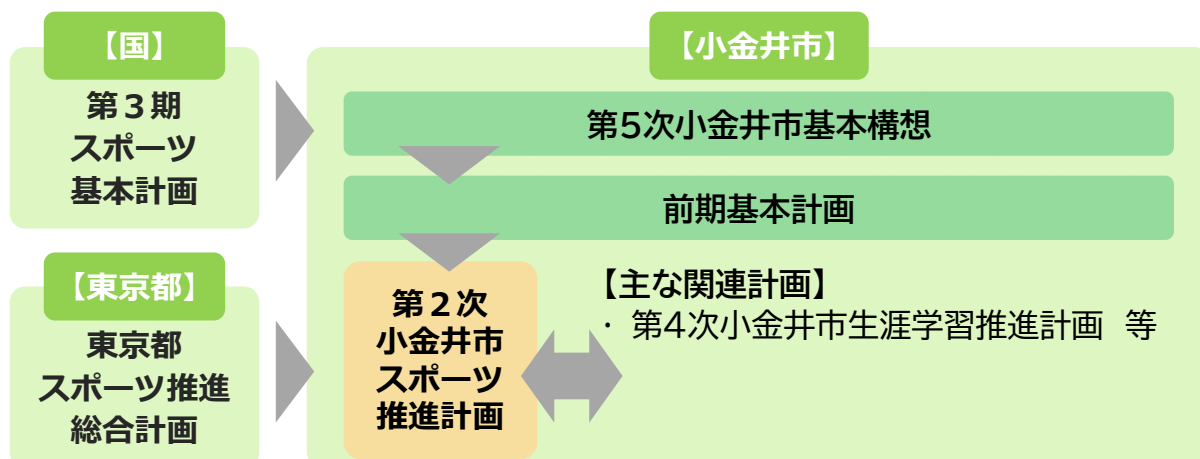 【国】
第３期
スポーツ
基本計画
【東京都】
東京都
スポーツ推進
総合計画
【小金井市】
第5次小金井市基本構想
前期基本計画
第２次
小金井市
スポーツ
推進計画
【主な関連計画】
・ 第4次小金井市生涯学習推進計画 等